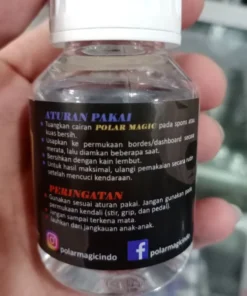 ATURAN PAKAI
Tuangkan cairan POLAR MAGIC pada spons atau
kuas bersih.
Usapkan ke permukaan bordes/dashboard secara
merata, lalu diamkan beberapa saat.
Bersihkan dengan kain lembut.
Untuk hasil maksimal, ulangi pemakaian secara rutin
setelah mencuci kendaraan.
PERINGATAN
Gunakan sesuai aturan pakai. Jangan gunakan pada
permukaan kendali (stir, grip, dan pedal).
Jangan sampai terkena mata.
Jauhkan dari jangkauan anak-anak.
polarmagicindo
polarmagicindo